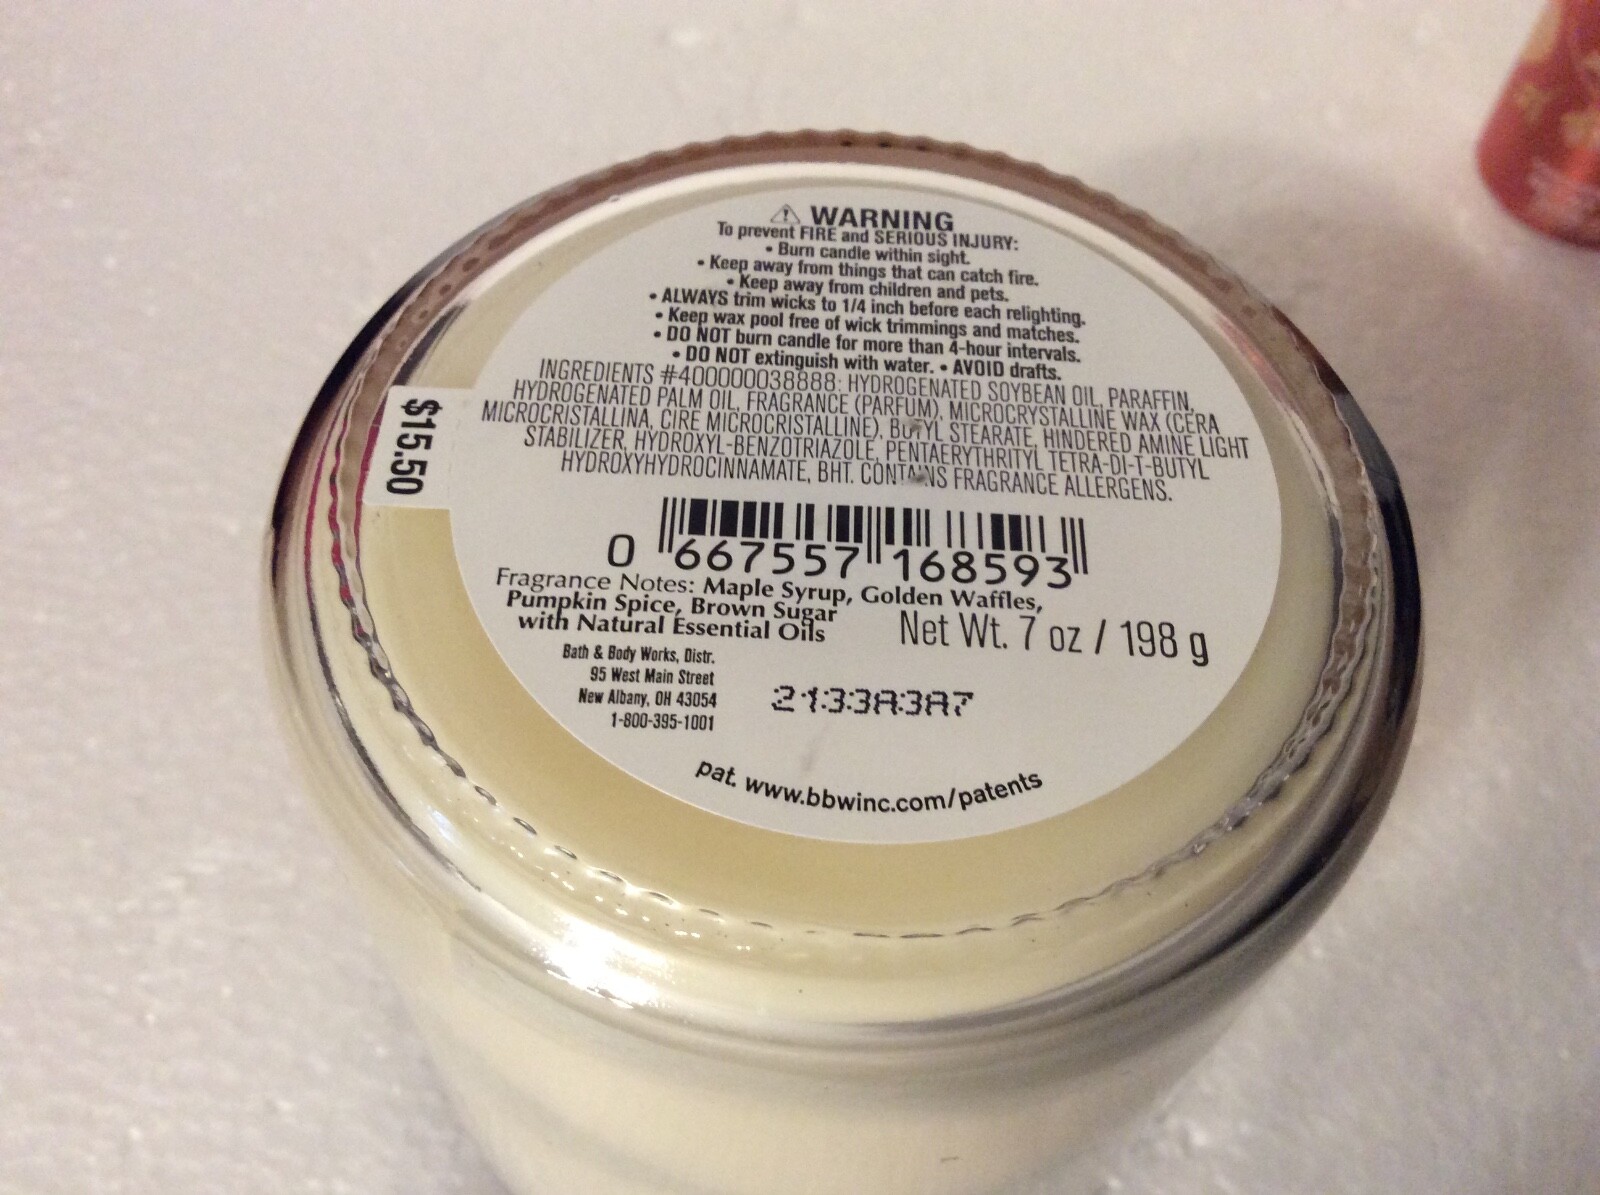 ⚠ WARNING
To prevent FIRE and SERIOUS INJURY:
• Burn candle within sight.
• Keep away from things that can catch fire.
• Keep away from children and pets.
• ALWAYS trim wicks to 1/4 inch before each relighting.
• Keep wax pool free of wick trimmings and matches.
• DO NOT burn candle for more than 4-hour intervals.
• DO NOT extinguish with water. • AVOID drafts.
INGREDIENTS #400000038888: HYDROGENATED SOYBEAN OIL, PARAFFIN,
HYDROGENATED PALM OIL, FRAGRANCE (PARFUM), MICROCRYSTALLINE WAX (CERA
MICROCRISTALLINA, CIRE MICROCRISTALLINE), BUTYL STEARATE, HINDERED AMINE LIGHT
STABILIZER, HYDROXYL-BENZOTRIAZOLE, PENTAERYTHRITYL TETRA-DI-T-BUTYL
HYDROXYHYDROCINNAMATE, BHT. CONTAINS FRAGRANCE ALLERGENS.
$15.50
0 667557 168593
Fragrance Notes: Maple Syrup, Golden Waffles,
Pumpkin Spice, Brown Sugar
with Natural Essential Oils
Net Wt. 7 oz / 198 g
Bath & Body Works, Distr.
95 West Main Street
New Albany, OH 43054
1-800-395-1001
2133A3A7
pat. www.bbwinc.com/patents